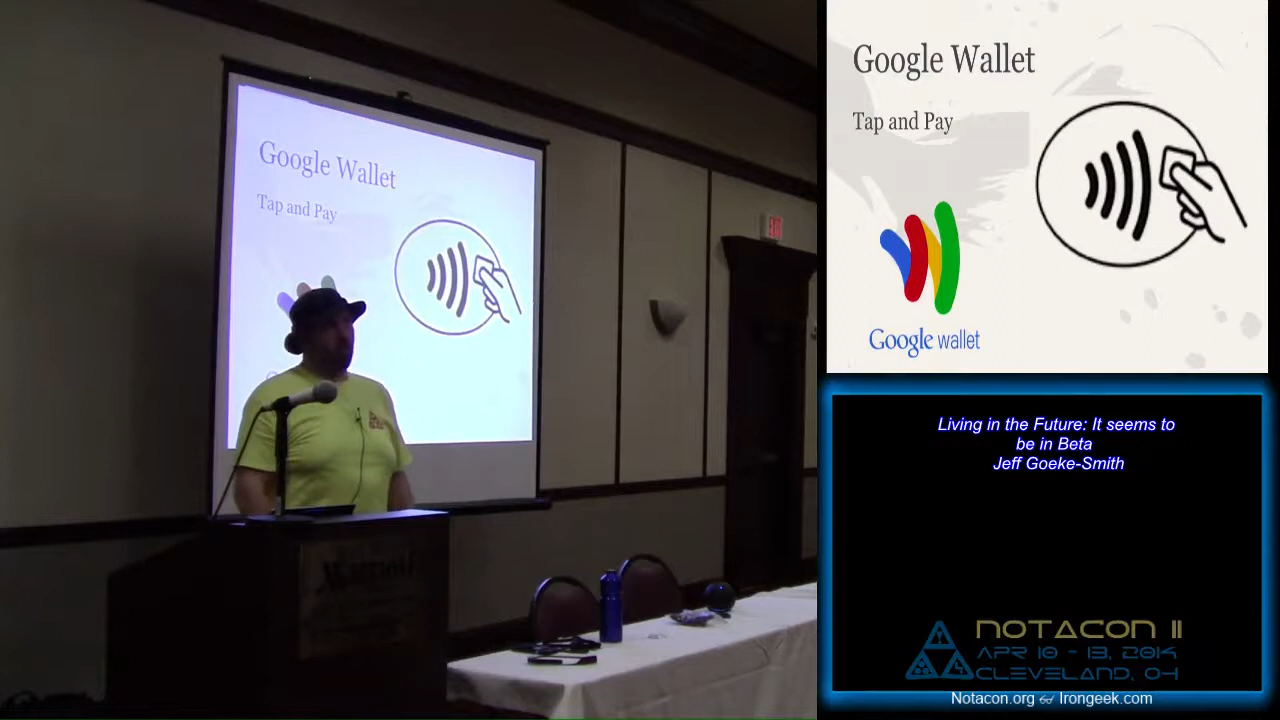 Google Wallet
Tap and Pay
EXIT
Marriott
Google Wallet
Tap and Pay
Google wallet
Living in the Future: It seems to
be in Beta
Jeff Goeke-Smith
NOTACON 11
APR 10 - 13, 2014
CLEVELAND, OH
Notacon.org Irongeek.com